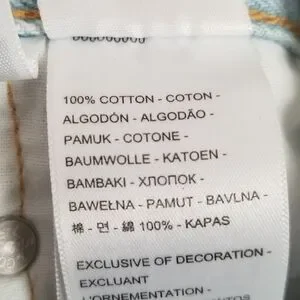 100% COTTON - COTON -
ALGODÓN - ALGODÃO -
PAMUK - COTONE -
BAUMWOLLE - KATOEN -
BAMBAKI - ХЛОПОК -
BAWEŁNA - PAMUT - BAVLNA -
棉 - 면 - 綿 100% - KAPAS
EXCLUSIVE OF DECORATION -
EXCLUANT
L'ORNEMENTATION -